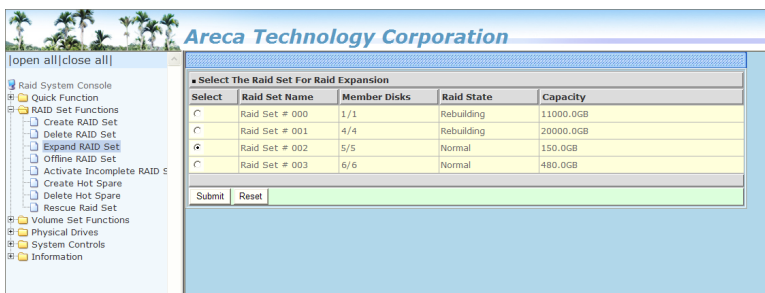 Areca Technology Corporation
|open all|close all|
Raid System Console
Quick Function
RAID Set Functions
Create RAID Set
Delete RAID Set
Expand RAID Set
Offline RAID Set
Activate Incomplete RAID S
Create Hot Spare
Delete Hot Spare
Rescue Raid Set
Volume Set Functions
Physical Drives
System Controls
Information
Select The Raid Set For Raid Expansion
Select Raid Set Name Member Disks Raid State Capacity
Raid Set # 000 1/1 Rebuilding 11000.0GB
Raid Set # 001 4/4 Rebuilding 20000.0GB
Raid Set # 002 5/5 Normal 150.0GB
Raid Set # 003 6/6 Normal 480.0GB
Submit Reset